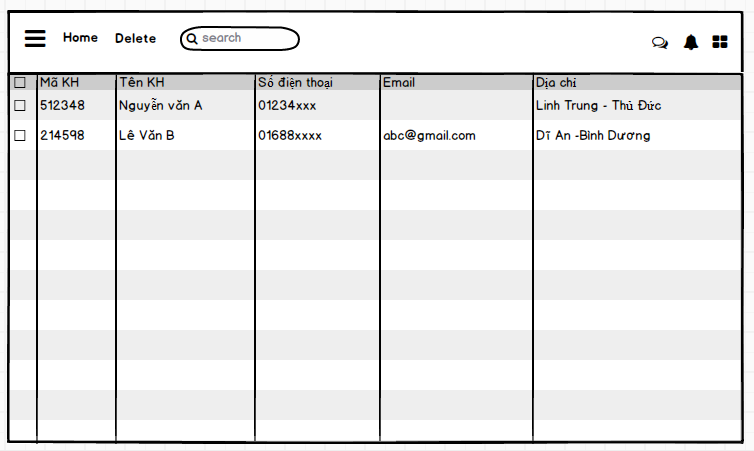 Home Delete search
Mã KH Tên KH Số điện thoại Email Địa chỉ
512348 Nguyễn văn A 01234xxx Linh Trung - Thủ Đức
214598 Lê Văn B 01688xxxx abc@gmail.com Dĩ An -Bình Dương